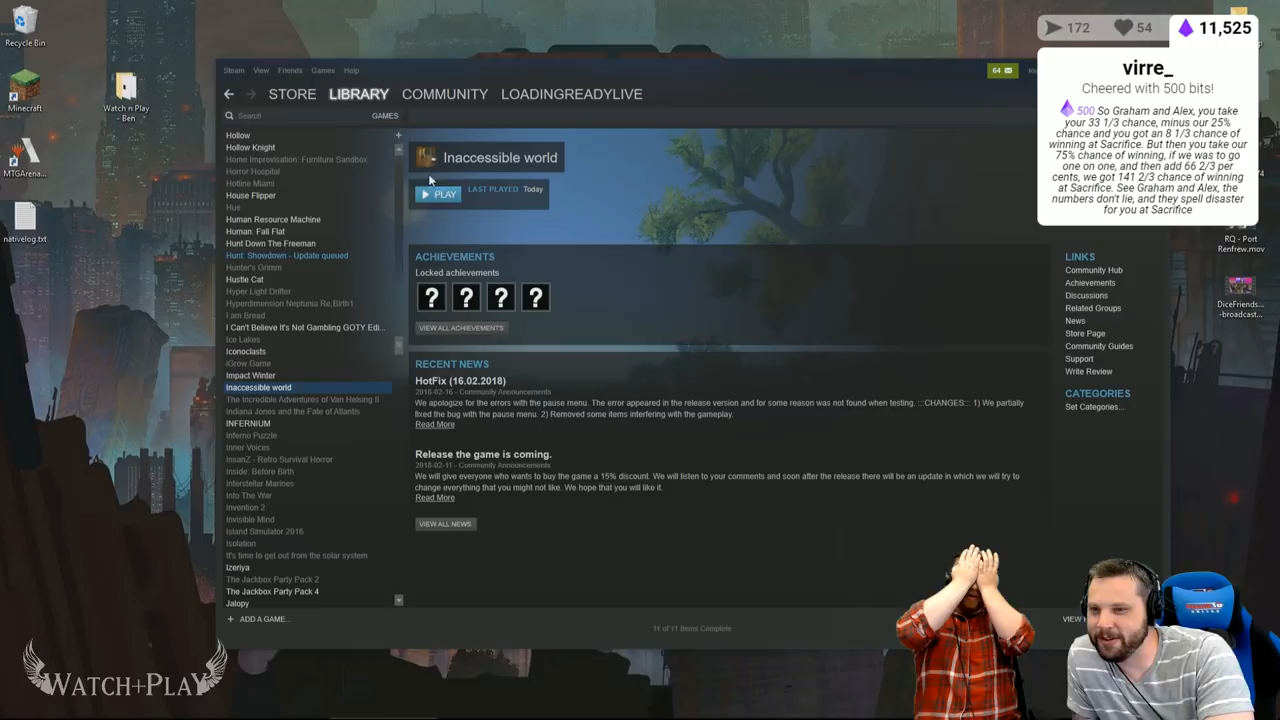 Recycle Bin
Minecraft
Watch n Play
- Ben
MTGArena...
nativelog.txt
172
54
11,525
virre_
Cheered with 500 bits!
500 So Graham and Alex, you take
your 33 1/3 chance, minus our 25%
chance and you got an 8 1/3 chance of
winning at Sacrifice. But then you take our
75% chance of winning, if we was to go
one on one, and then add 66 2/3 per
cents, we got 141 2/3 chance of winning
at Sacrifice. See Graham and Alex, the
numbers don't lie, and they spell disaster
for you at Sacrifice
RQ - Port
Renfrew.mov
DiceFriends...
-broadcast...
Steam View Friends Games Help
64
STORE LIBRARY COMMUNITY LOADINGREADYLIVE
Search GAMES
Hollow
Hollow Knight
Home Improvisation: Furniture Sandbox
Horror Hospital
Hotline Miami
House Flipper
Hue
Human Resource Machine
Human: Fall Flat
Hunt Down The Freeman
Hunt: Showdown - Update queued
Hunter's Grimm
Hustle Cat
Hyper Light Drifter
Hyperdimension Neptunia Re,Birth1
I am Bread
I Can't Believe It's Not Gambling GOTY Edi...
Ice Lakes
Iconoclasts
iGrow Game
Impact Winter
Inaccessible world
The Incredible Adventures of Van Helsing II
Indiana Jones and the Fate of Atlantis
INFERNIUM
Inferno Puzzle
Inner Voices
InsanZ - Retro Survival Horror
Inside: Before Birth
Interstellar Marines
Into The War
Invention 2
Invisible Mind
Island Simulator 2016
Isolation
It's time to get out from the solar system
Izeriya
The Jackbox Party Pack 2
The Jackbox Party Pack 4
Jalopy
+ ADD A GAME...
Inaccessible world
PLAY
LAST PLAYED Today
ACHIEVEMENTS
Locked achievements
? ? ? ?
VIEW ALL ACHIEVEMENTS
RECENT NEWS
HotFix (16.02.2018)
2018-02-16 - Community Announcements
We apologize for the errors with the pause menu. The error appeared in the release version and for some reason was not found when testing. :::CHANGES::: 1) We partially
fixed the bug with the pause menu. 2) Removed some items interfering with the gameplay.
Read More
Release the game is coming.
2018-02-11 - Community Announcements
We will give everyone who wants to buy the game a 15% discount. We will listen to your comments and soon after the release there will be an update in which we will try to
change everything that you might not like. We hope that you will like it.
Read More
VIEW ALL NEWS
LINKS
Community Hub
Achievements
Discussions
Related Groups
News
Store Page
Community Guides
Support
Write Review
CATEGORIES
Set Categories...
11 of 11 Items Complete
VIEW
WATCH+PLAY